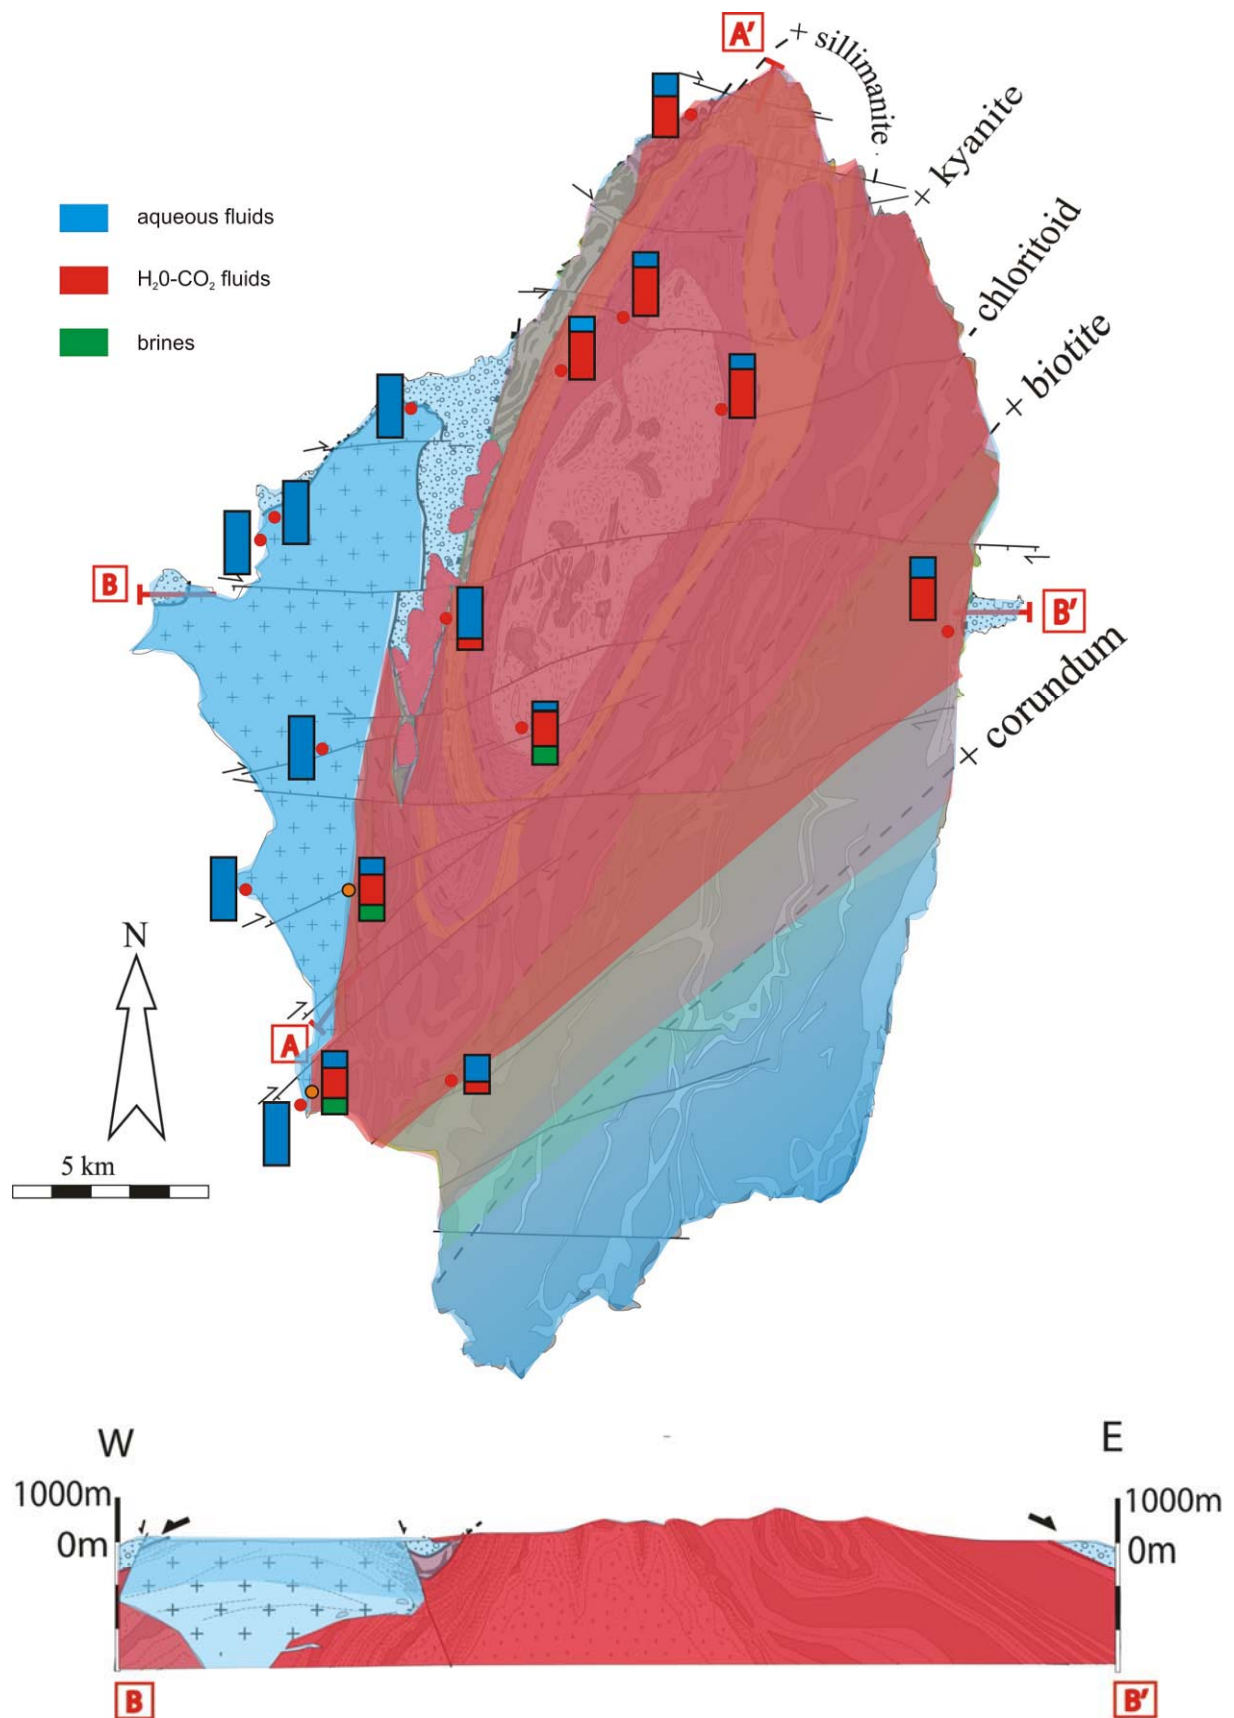 A′
+ sillimanite
+ kyanite
- chloritoid
+ biotite
aqueous fluids
H₂0-CO₂ fluids
brines
B
B′
+ corundum
N
A
5 km
W
E
1000m
1000m
0m
0m
B
B′